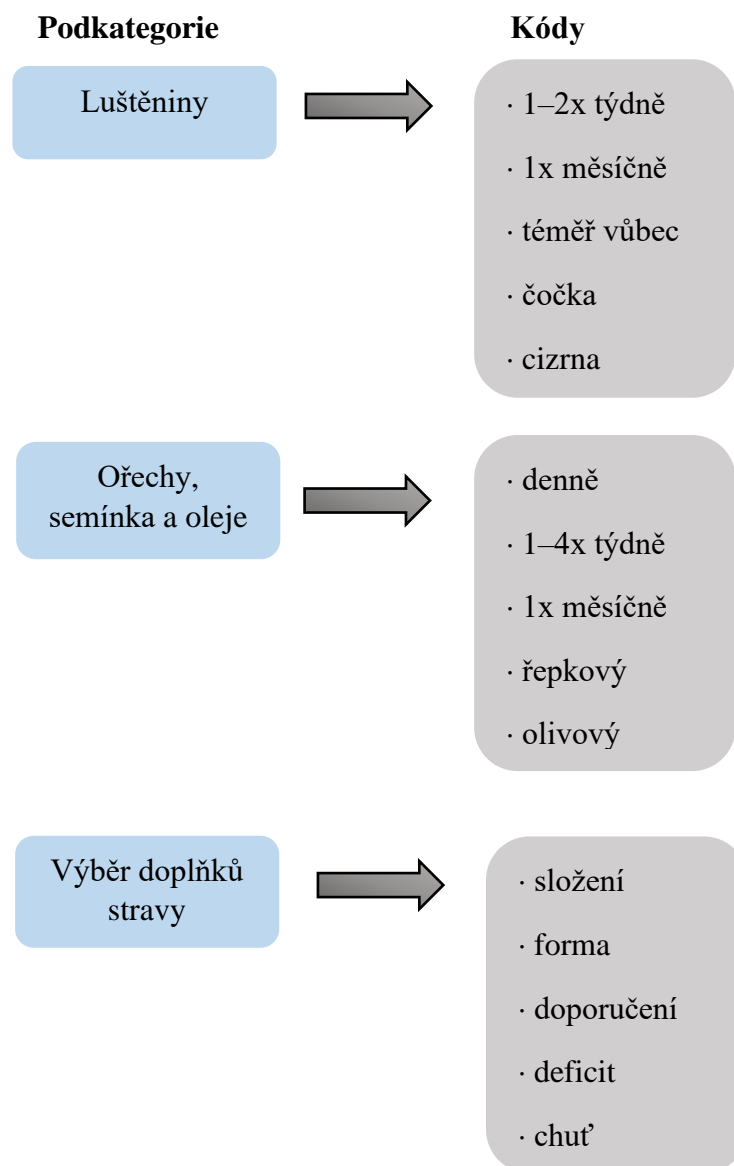 Podkategorie
Kódy
Luštěniny
· 1–2x týdně
· 1x měsíčně
· téměř vůbec
· čočka
· cizrna
Ořechy,
semínka a oleje
· denně
· 1–4x týdně
· 1x měsíčně
· řepkový
· olivový
Výběr doplňků
stravy
· složení
· forma
· doporučení
· deficit
· chuť